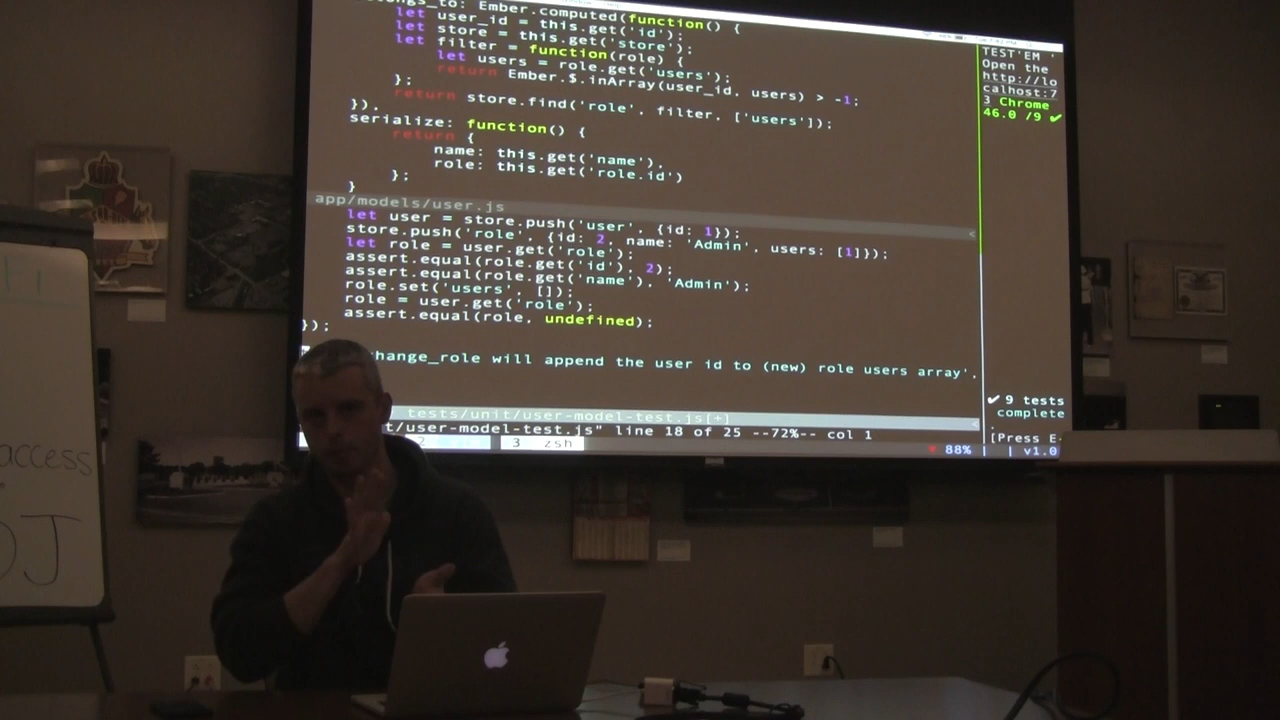 Ember.computed(function() {
let user_id = this.get('id');
let store = this.get('store');
let filter = function(role) {
let users = role.get('users');
return Ember.$.inArray(user_id, users) > -1;
};
return store.find('role', filter, ['users']);
}),
serialize: function() {
return {
name: this.get('name'),
role: this.get('role.id')
};
}
app/models/user.js
let user = store.push('user', {id: 1});
store.push('role', {id: 2, name: 'Admin', users: [1]});
let role = user.get('role');
assert.equal(role.get('id'), 2);
assert.equal(role.get('name'), 'Admin');
role.set('users', []);
role = user.get('role');
assert.equal(role, undefined);
});
change_role will append the user id to (new) role users array',
tests/unit/user-model-test.js[+]
t/user-model-test.js" line 18 of 25 --72%-- col 1
2
3 zsh
88%
TEST'EM '
Open the
http://lo
calhost:7
3 Chrome
46.0 /9 ✔
✔ 9 tests
complete
.
[Press E
| v1.0
access
DJ